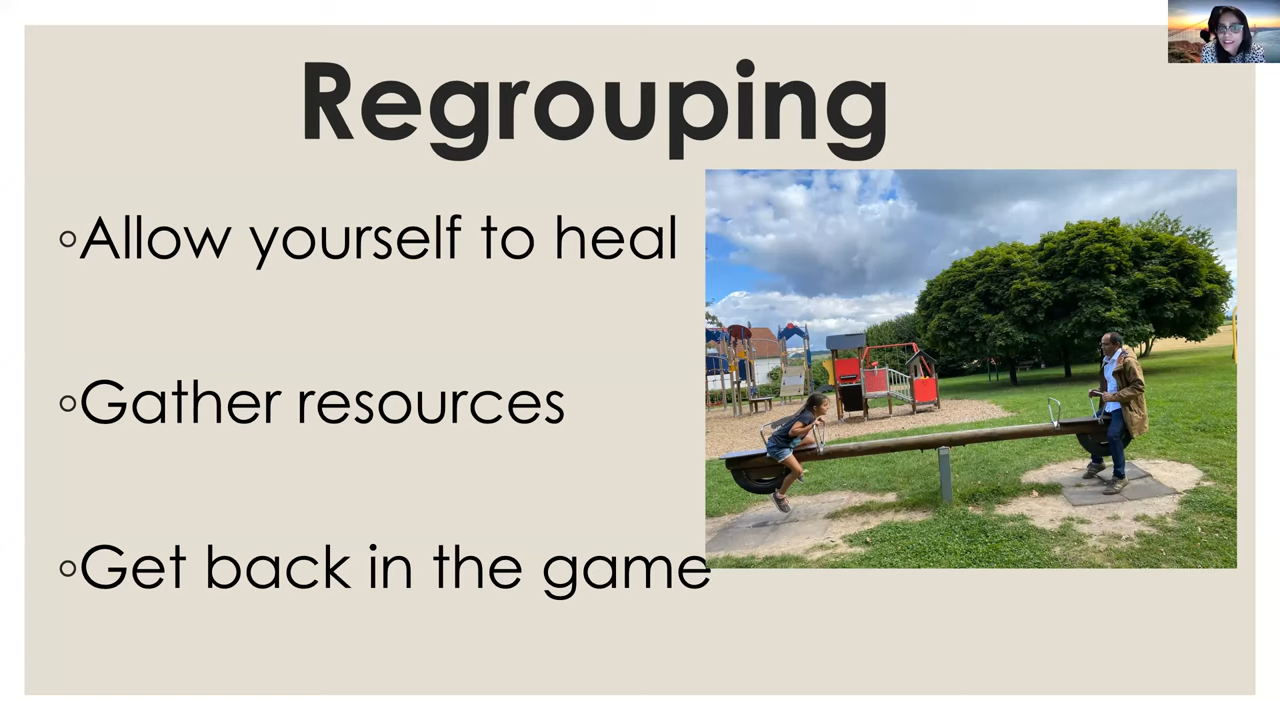 Regrouping
◦Allow yourself to heal
◦Gather resources
◦Get back in the game